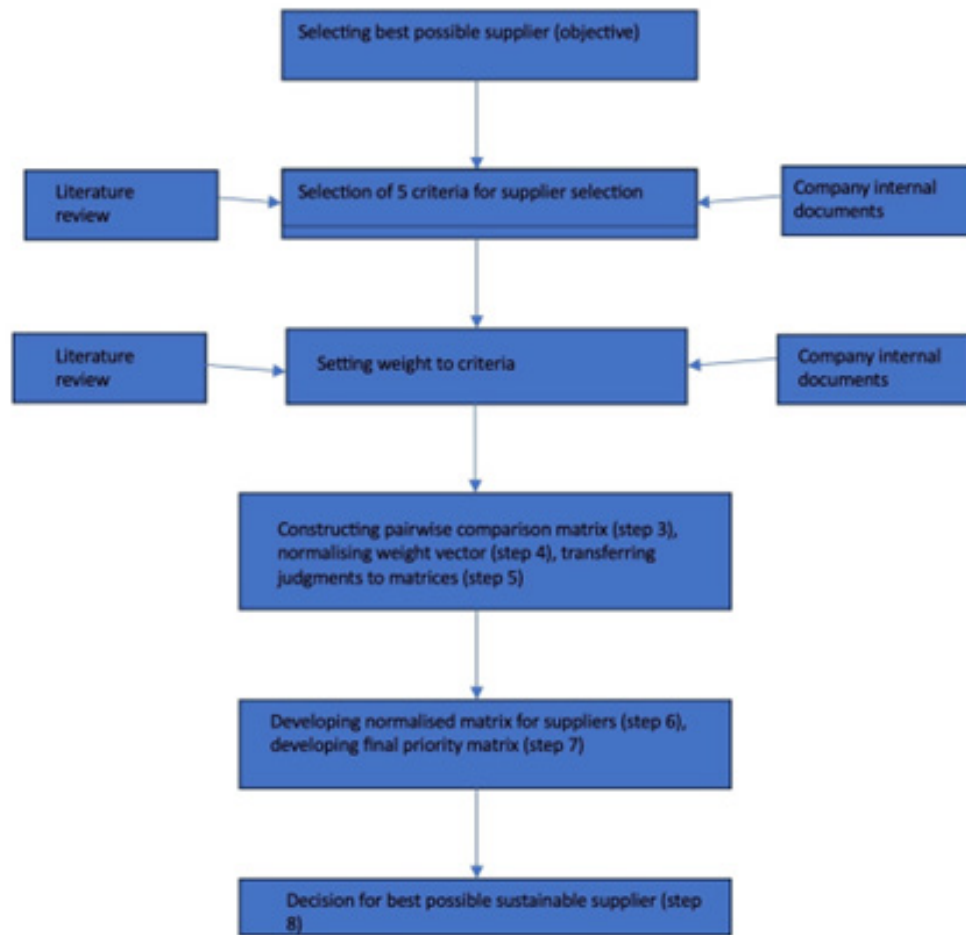 Selecting best possible supplier (objective)
Literature
review
Selection of 5 criteria for supplier selection
Company internal
documents
Literature
review
Setting weight to criteria
Company internal
documents
Constructing pairwise comparison matrix (step 3),
normalising weight vector (step 4), transferring
judgments to matrices (step 5)
Developing normalised matrix for suppliers (step 6),
developing final priority matrix (step 7)
Decision for best possible sustainable supplier (step
8)